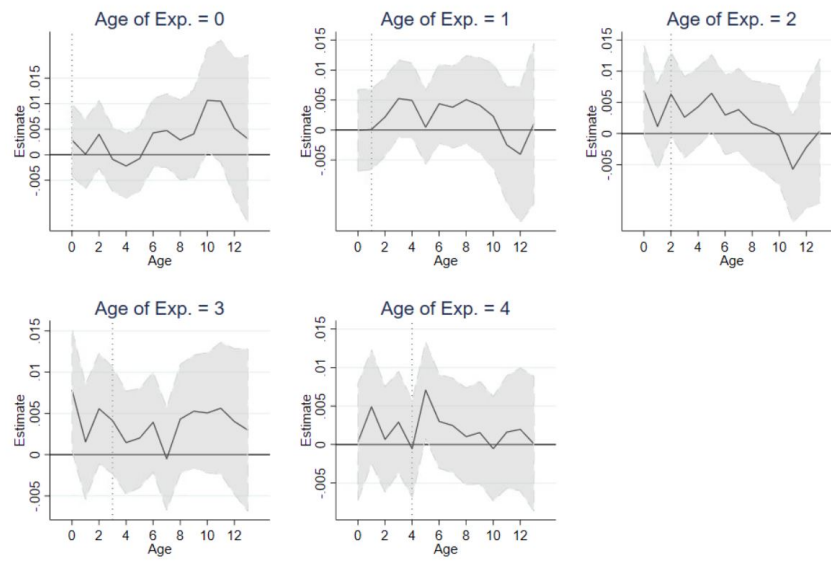 Age of Exp. = 0
Estimate
-.005 0 .005 .01 .015
0 2 4 6 8 10 12
Age
Age of Exp. = 1
Estimate
-.005 0 .005 .01 .015
0 2 4 6 8 10 12
Age
Age of Exp. = 2
Estimate
-.005 0 .005 .01 .015
0 2 4 6 8 10 12
Age
Age of Exp. = 3
Estimate
-.005 0 .005 .01 .015
0 2 4 6 8 10 12
Age
Age of Exp. = 4
Estimate
-.005 0 .005 .01 .015
0 2 4 6 8 10 12
Age